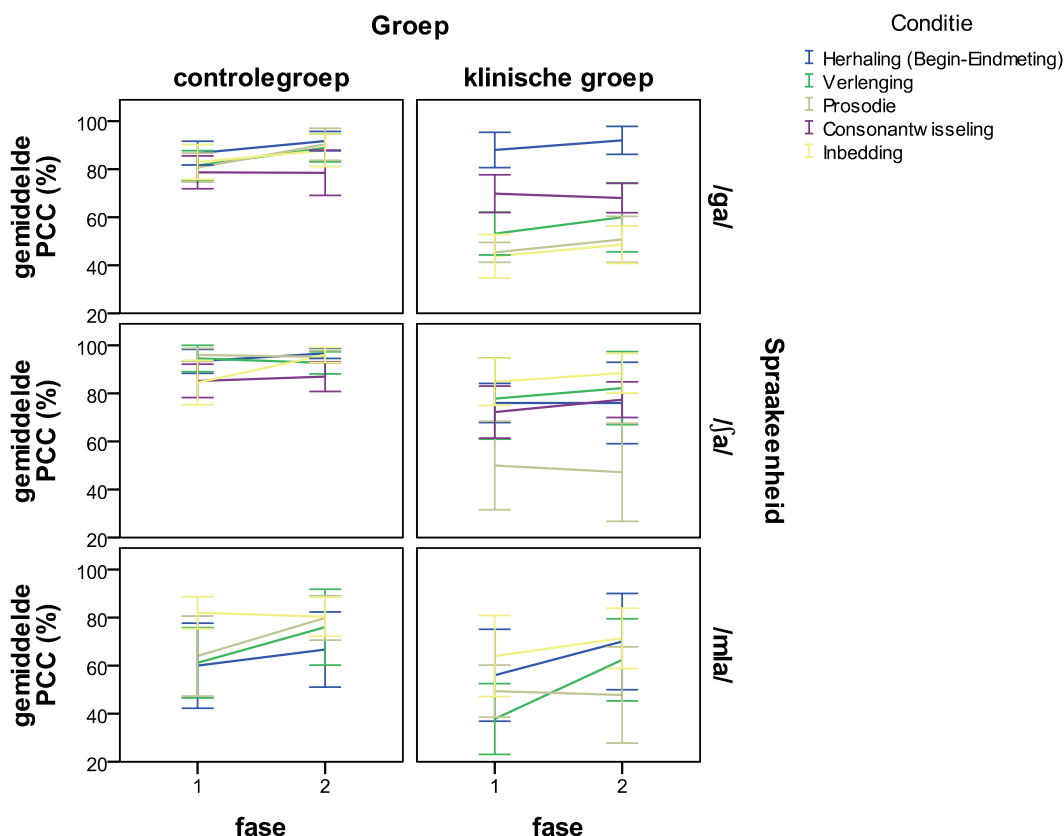 Groep
controlegroep klinische groep
Conditie
Herhaling (Begin-Eindmeting)
Verlenging
Prosodie
Consonantwisseling
Inbedding
gemiddelde
PCC (%)
100
80
60
40
20
/ga/
gemiddelde
PCC (%)
100
80
60
40
20
/ʃa/
Spraakeenheid
gemiddelde
PCC (%)
100
80
60
40
20
/mla/
1 2 1 2
fase fase